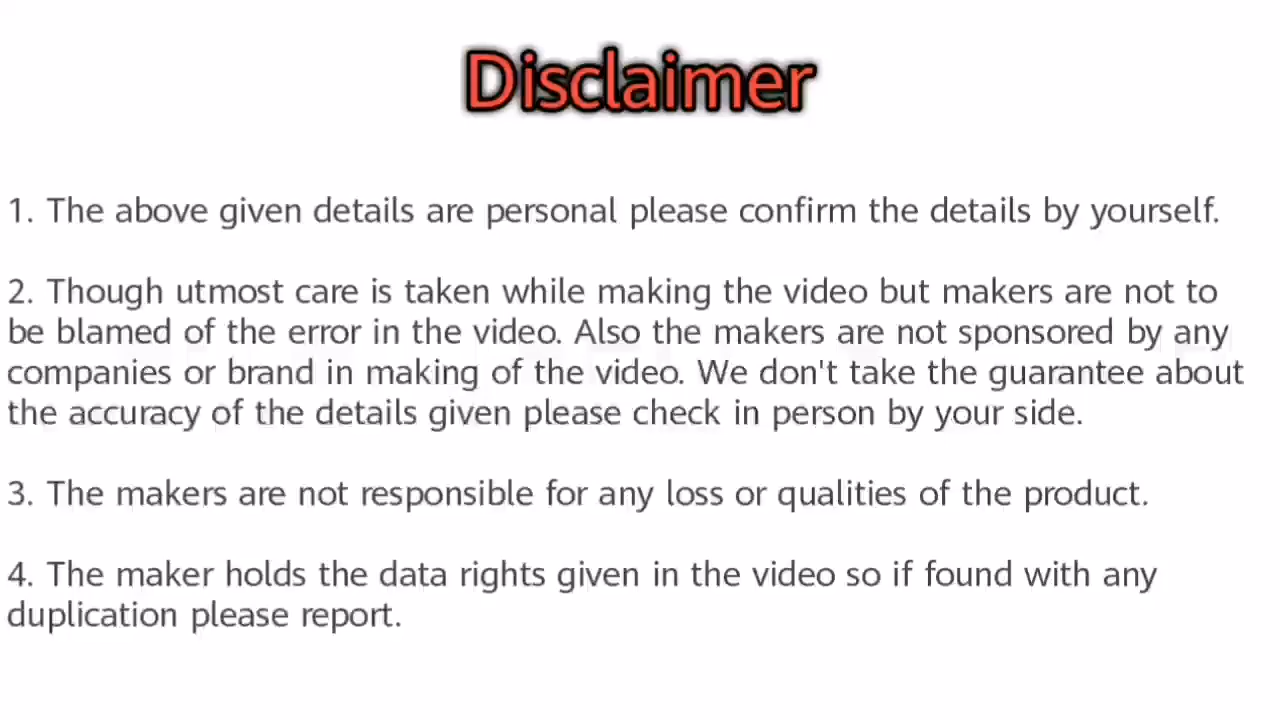 Disclaimer
1. The above given details are personal please confirm the details by yourself.
2. Though utmost care is taken while making the video but makers are not to
be blamed of the error in the video. Also the makers are not sponsored by any
companies or brand in making of the video. We don't take the guarantee about
the accuracy of the details given please check in person by your side.
3. The makers are not responsible for any loss or qualities of the product.
4. The maker holds the data rights given in the video so if found with any
duplication please report.